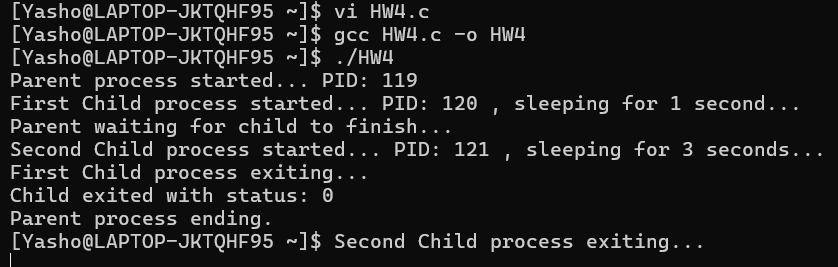 [Yasho@LAPTOP-JKTQHF95 ~]$ vi HW4.c
[Yasho@LAPTOP-JKTQHF95 ~]$ gcc HW4.c -o HW4
[Yasho@LAPTOP-JKTQHF95 ~]$ ./HW4
Parent process started... PID: 119
First Child process started... PID: 120 , sleeping for 1 second...
Parent waiting for child to finish...
Second Child process started... PID: 121 , sleeping for 3 seconds...
First Child process exiting...
Child exited with status: 0
Parent process ending.
[Yasho@LAPTOP-JKTQHF95 ~]$ Second Child process exiting...